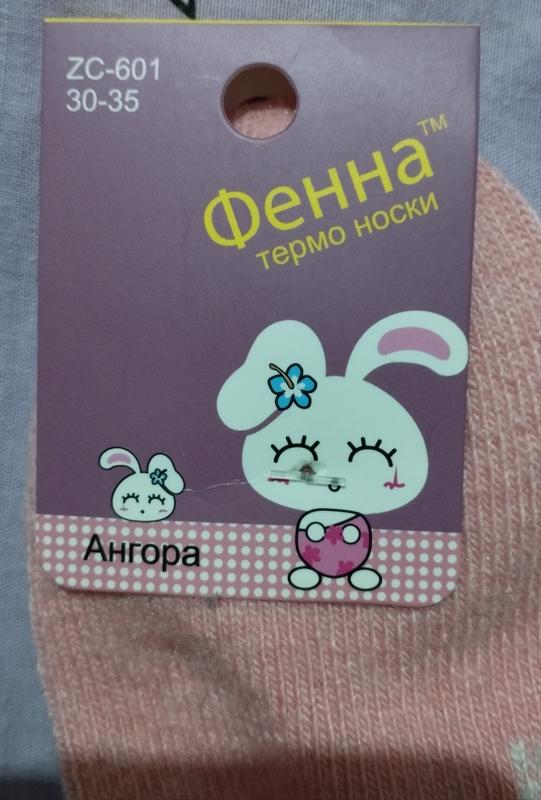 ZC-601
30-35
Фенна™
термо носки
Ангора